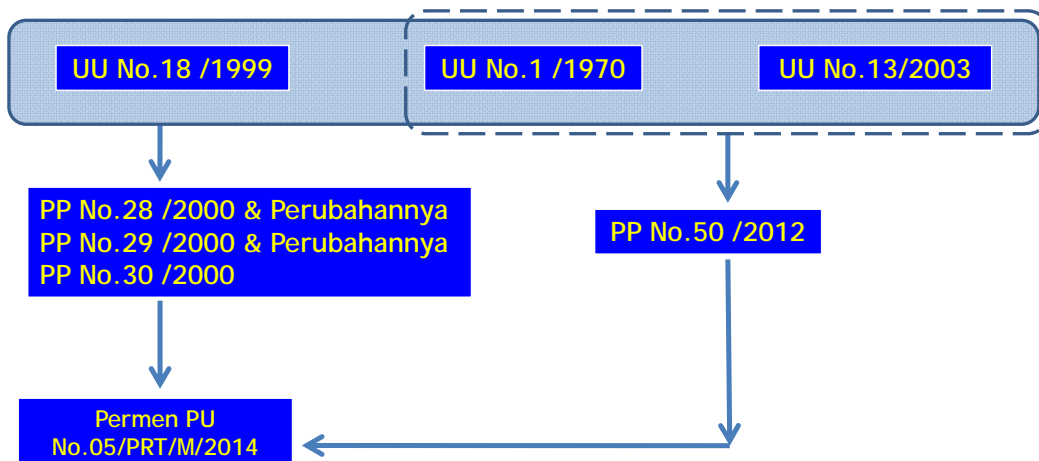 UU No.18 /1999
UU No.1 /1970
UU No.13/2003
PP No.28 /2000 & Perubahannya
PP No.29 /2000 & Perubahannya
PP No.30 /2000
PP No.50 /2012
Permen PU
No.05/PRT/M/2014